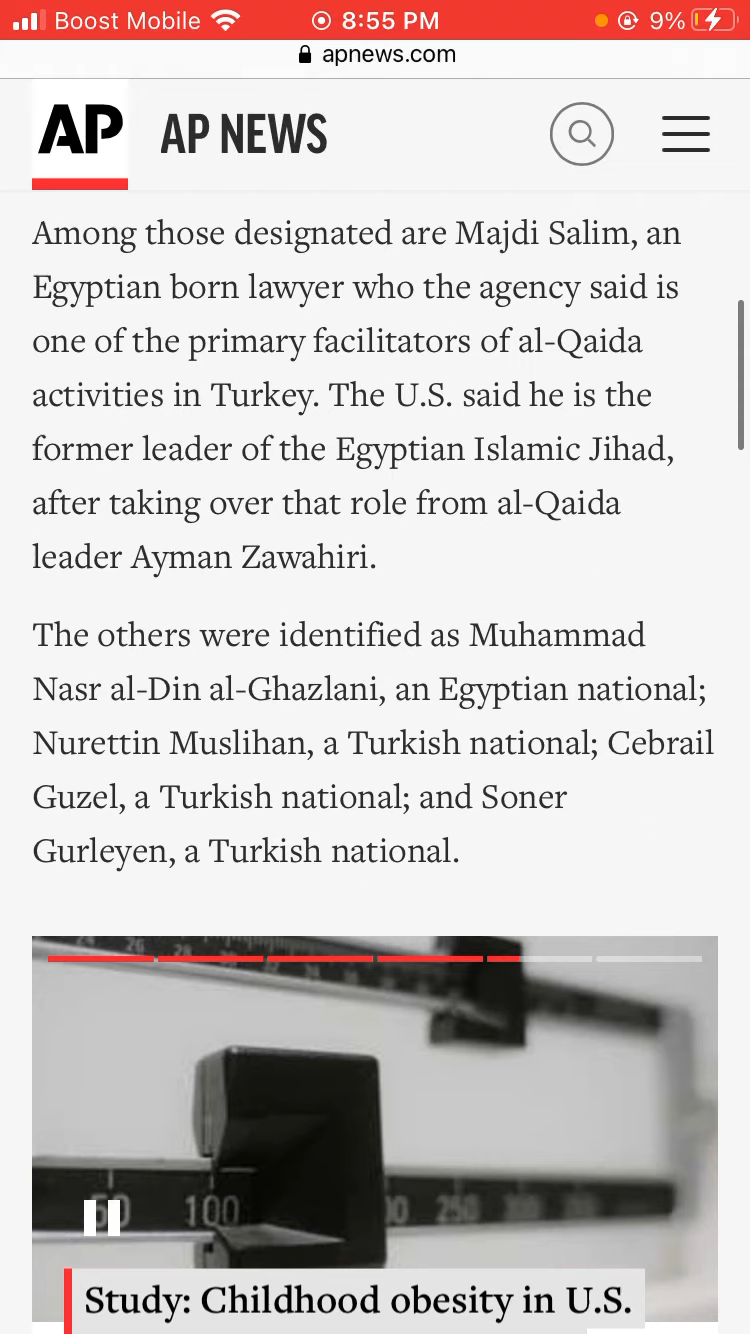 Boost Mobile 8:55 PM 9%
apnews.com
AP AP NEWS
Among those designated are Majdi Salim, an
Egyptian born lawyer who the agency said is
one of the primary facilitators of al-Qaida
activities in Turkey. The U.S. said he is the
former leader of the Egyptian Islamic Jihad,
after taking over that role from al-Qaida
leader Ayman Zawahiri.
The others were identified as Muhammad
Nasr al-Din al-Ghazlani, an Egyptian national;
Nurettin Muslihan, a Turkish national; Cebrail
Guzel, a Turkish national; and Soner
Gurleyen, a Turkish national.
26
100 250
Study: Childhood obesity in U.S.